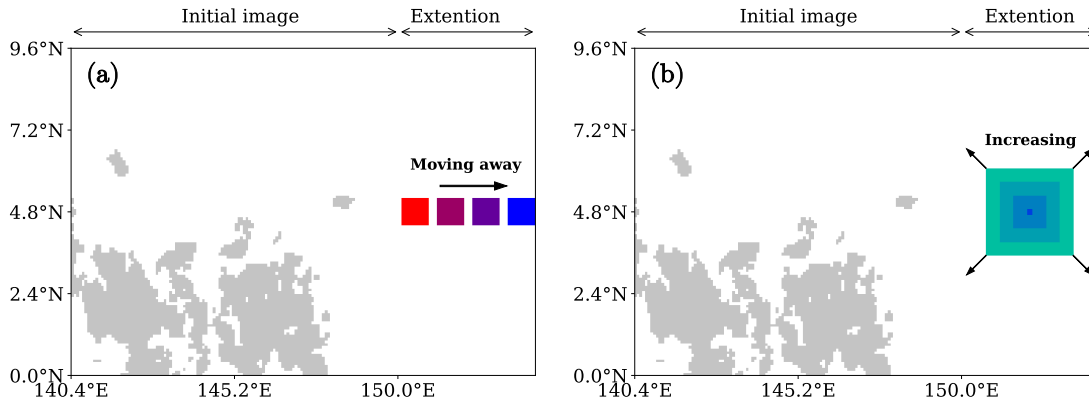 Initial image Extention
9.6°N
(a)
7.2°N
Moving away
4.8°N
2.4°N
0.0°N
140.4°E 145.2°E 150.0°E
Initial image Extention
9.6°N
(b)
7.2°N
Increasing
4.8°N
2.4°N
0.0°N
140.4°E 145.2°E 150.0°E